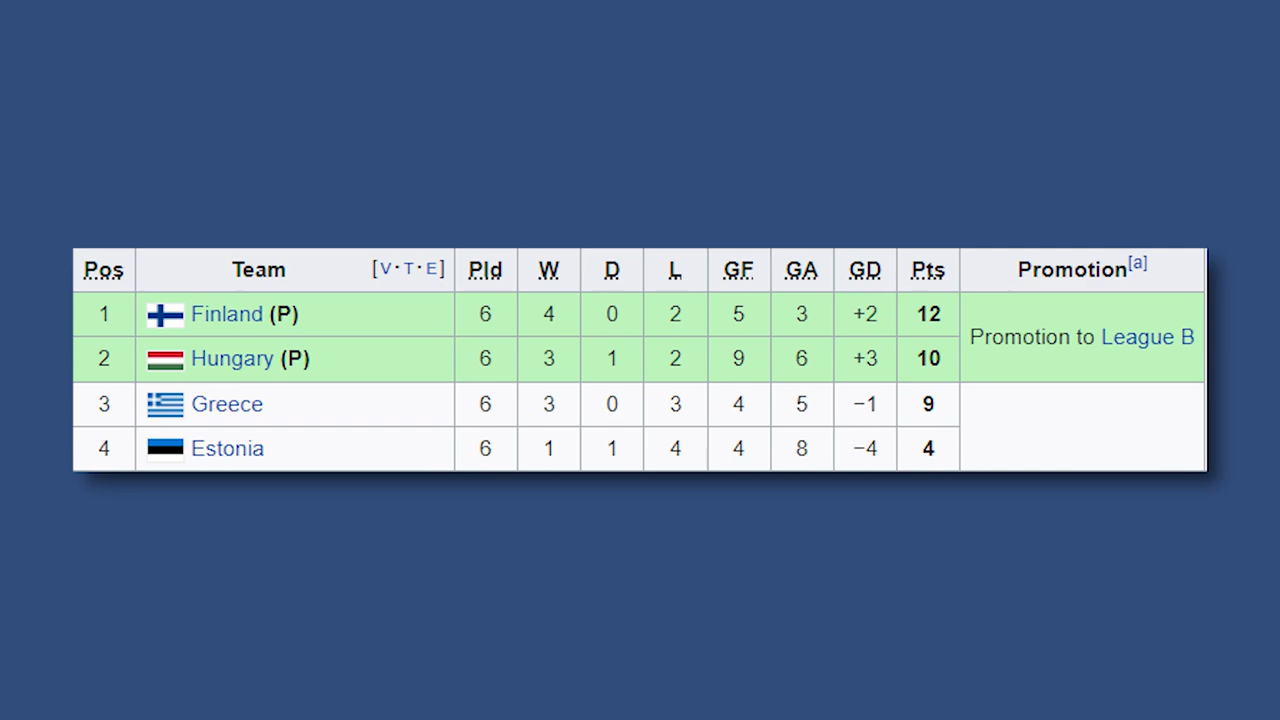 Pos Team [V·T·E] Pld W D L GF GA GD Pts Promotion[a]
1 Finland (P) 6 4 0 2 5 3 +2 12 Promotion to League B
2 Hungary (P) 6 3 1 2 9 6 +3 10
3 Greece 6 3 0 3 4 5 −1 9
4 Estonia 6 1 1 4 4 8 −4 4